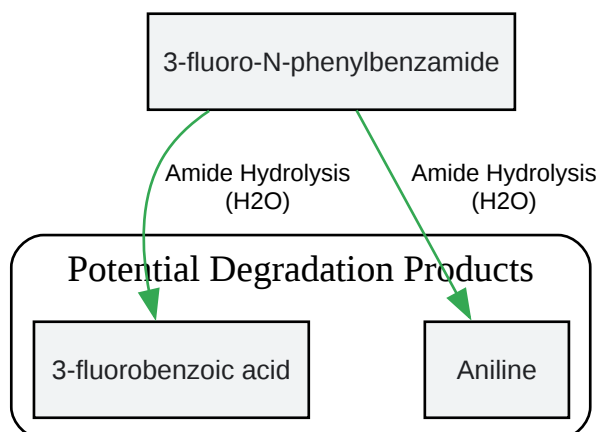 3-fluoro-N-phenylbenzamide
Amide Hydrolysis
(H2O)
Amide Hydrolysis
(H2O)
Potential Degradation Products
3-fluorobenzoic acid
Aniline